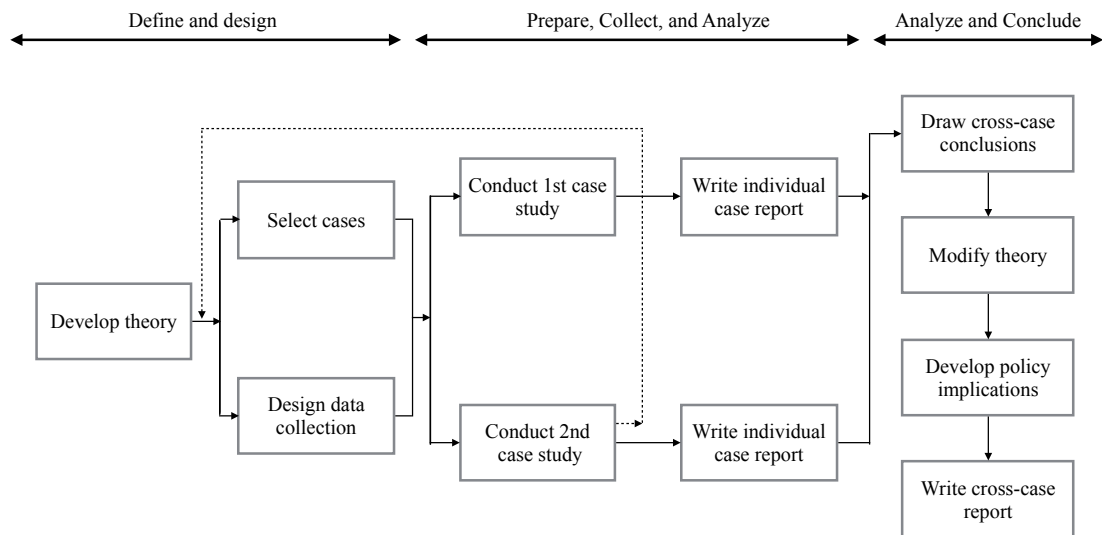 Define and design
Prepare, Collect, and Analyze
Analyze and Conclude
Develop theory
Select cases
Design data
collection
Conduct 1st case
study
Write individual
case report
Conduct 2nd
case study
Write individual
case report
Draw cross-case
conclusions
Modify theory
Develop policy
implications
Write cross-case
report